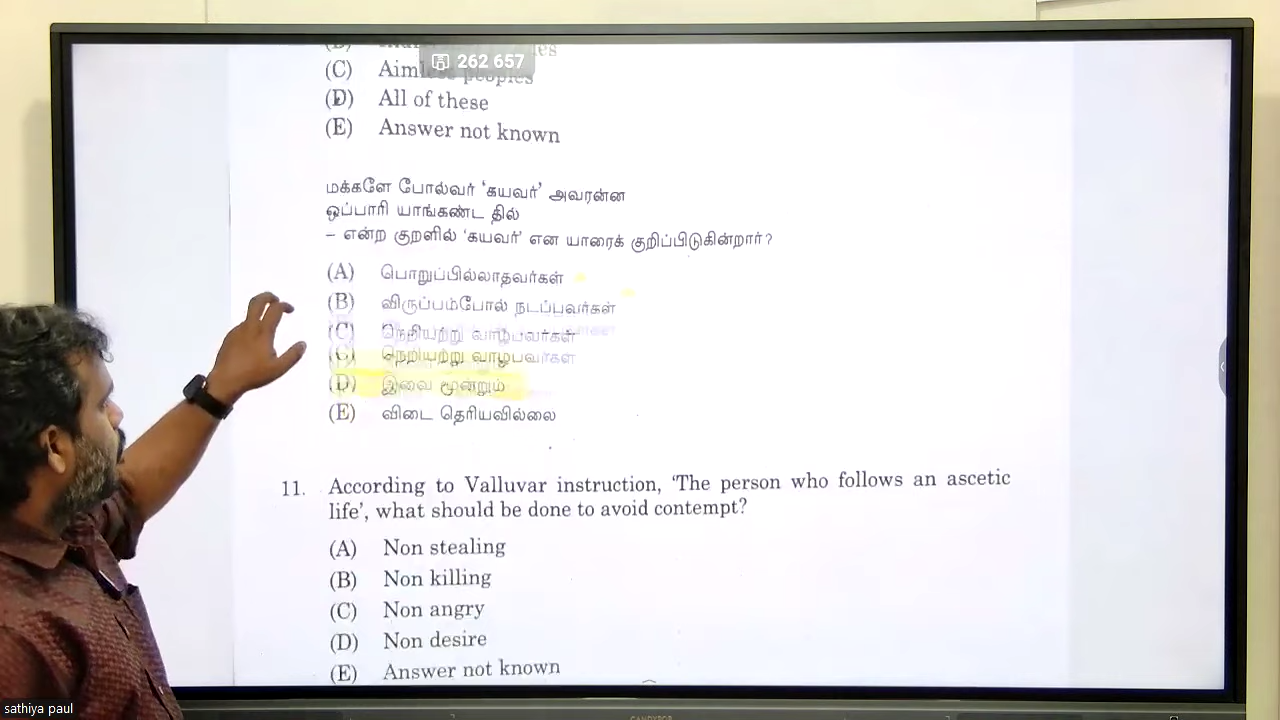 262 657
(C) peoples
(D) All of these
(E) Answer not known
மக்களே போல்வர் ‘கயவர்’ அவரன்ன
ஒப்பாரி யாங்கண்ட தில்
– என்ற குறளில் ‘கயவர்’ என யாரைக் குறிப்பிடுகின்றார்?
(A) பொறுப்பில்லாதவர்கள்
(B) விருப்பம்போல் நடப்பவர்கள்
(C) நெறியற்று வாழ்பவர்கள்
(C) நெறியற்று வாழ்பவர்கள்
(D) இவை மூன்றும்
(E) விடை தெரியவில்லை
11. According to Valluvar instruction, ‘The person who follows an ascetic
life’, what should be done to avoid contempt?
(A) Non stealing
(B) Non killing
(C) Non angry
(D) Non desire
(E) Answer not known
sathiya paul